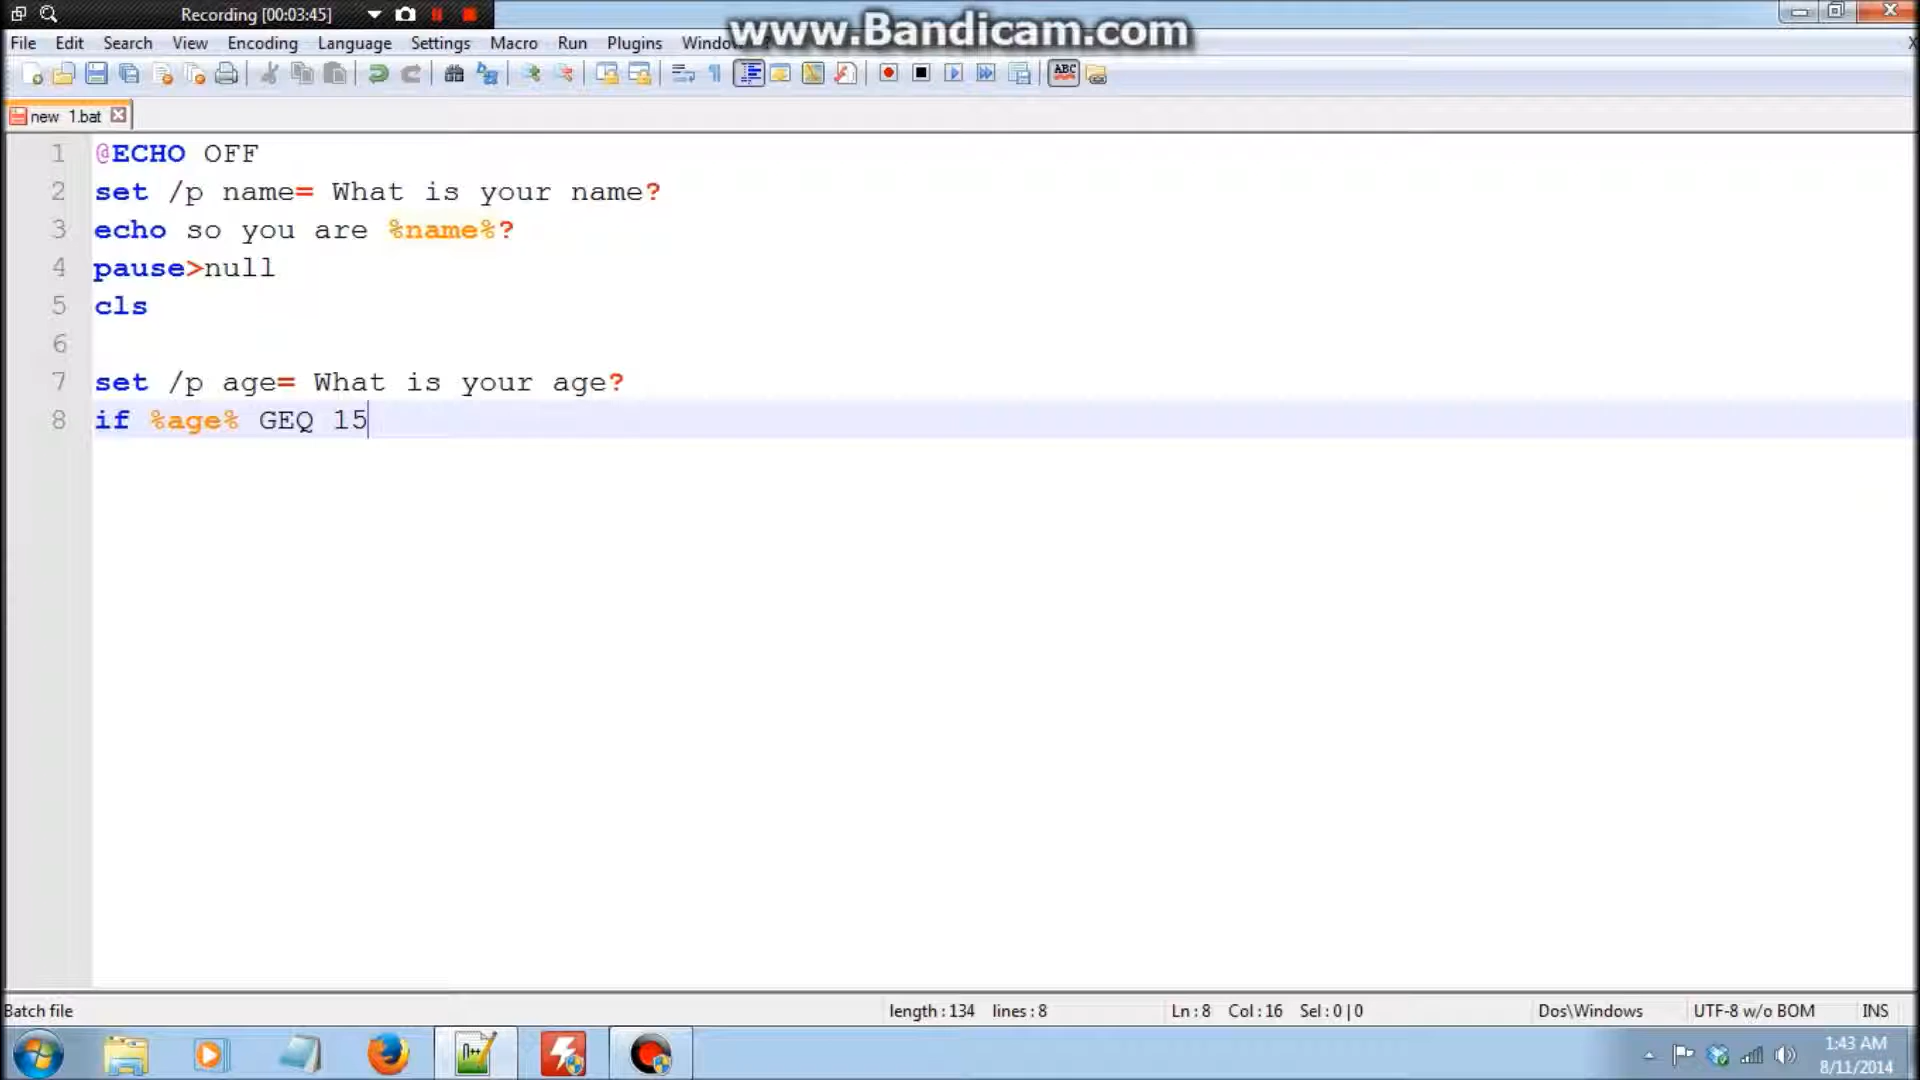 Recording [00:03:45]
www.Bandicam.com
File Edit Search View Encoding Language Settings Macro Run Plugins Windo
X
ABC
new 1.bat
1 @ECHO OFF
2 set /p name= What is your name?
3 echo so you are %name%?
4 pause>null
5 cls
6
7 set /p age= What is your age?
8 if %age% GEQ 15
Batch file length : 134 lines : 8 Ln : 8 Col : 16 Sel : 0 | 0 Dos\Windows UTF-8 w/o BOM INS
1:43 AM
8/11/2014